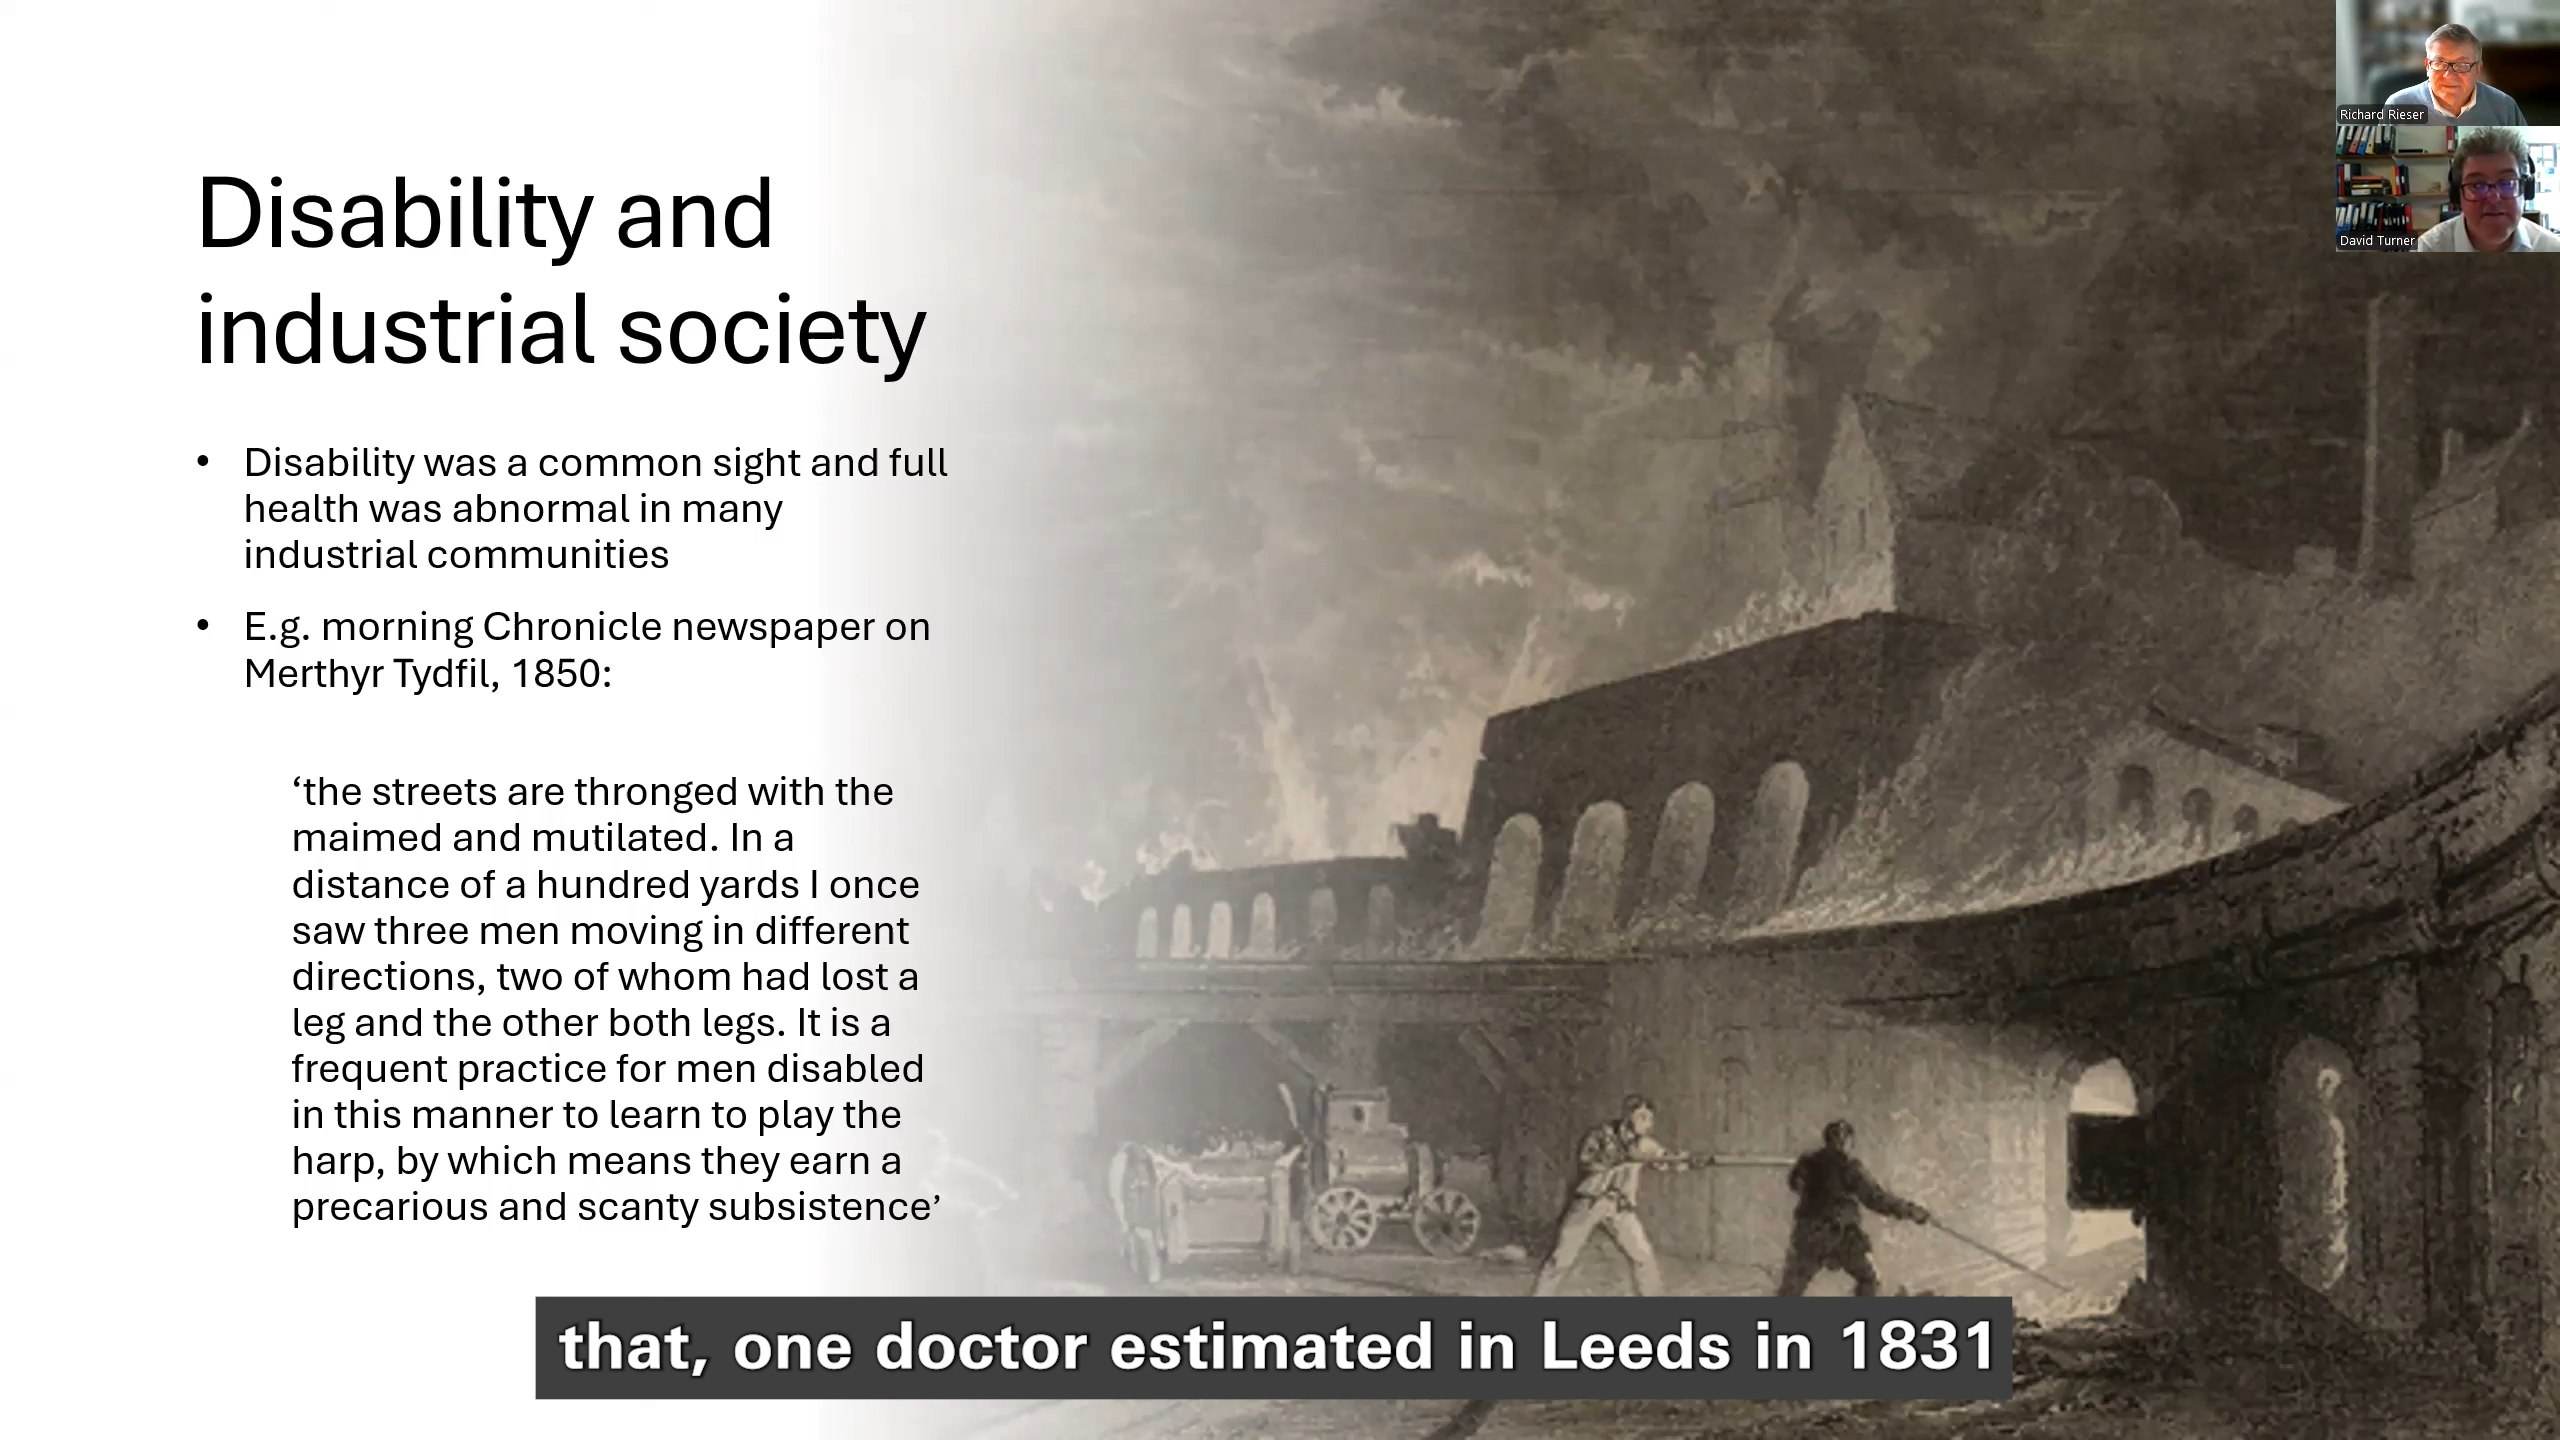 Disability and
industrial society
• Disability was a common sight and full
health was abnormal in many
industrial communities
• E.g. morning Chronicle newspaper on
Merthyr Tydfil, 1850:
‘the streets are thronged with the
maimed and mutilated. In a
distance of a hundred yards I once
saw three men moving in different
directions, two of whom had lost a
leg and the other both legs. It is a
frequent practice for men disabled
in this manner to learn to play the
harp, by which means they earn a
precarious and scanty subsistence’
Richard Rieser
David Turner
that, one doctor estimated in Leeds in 1831